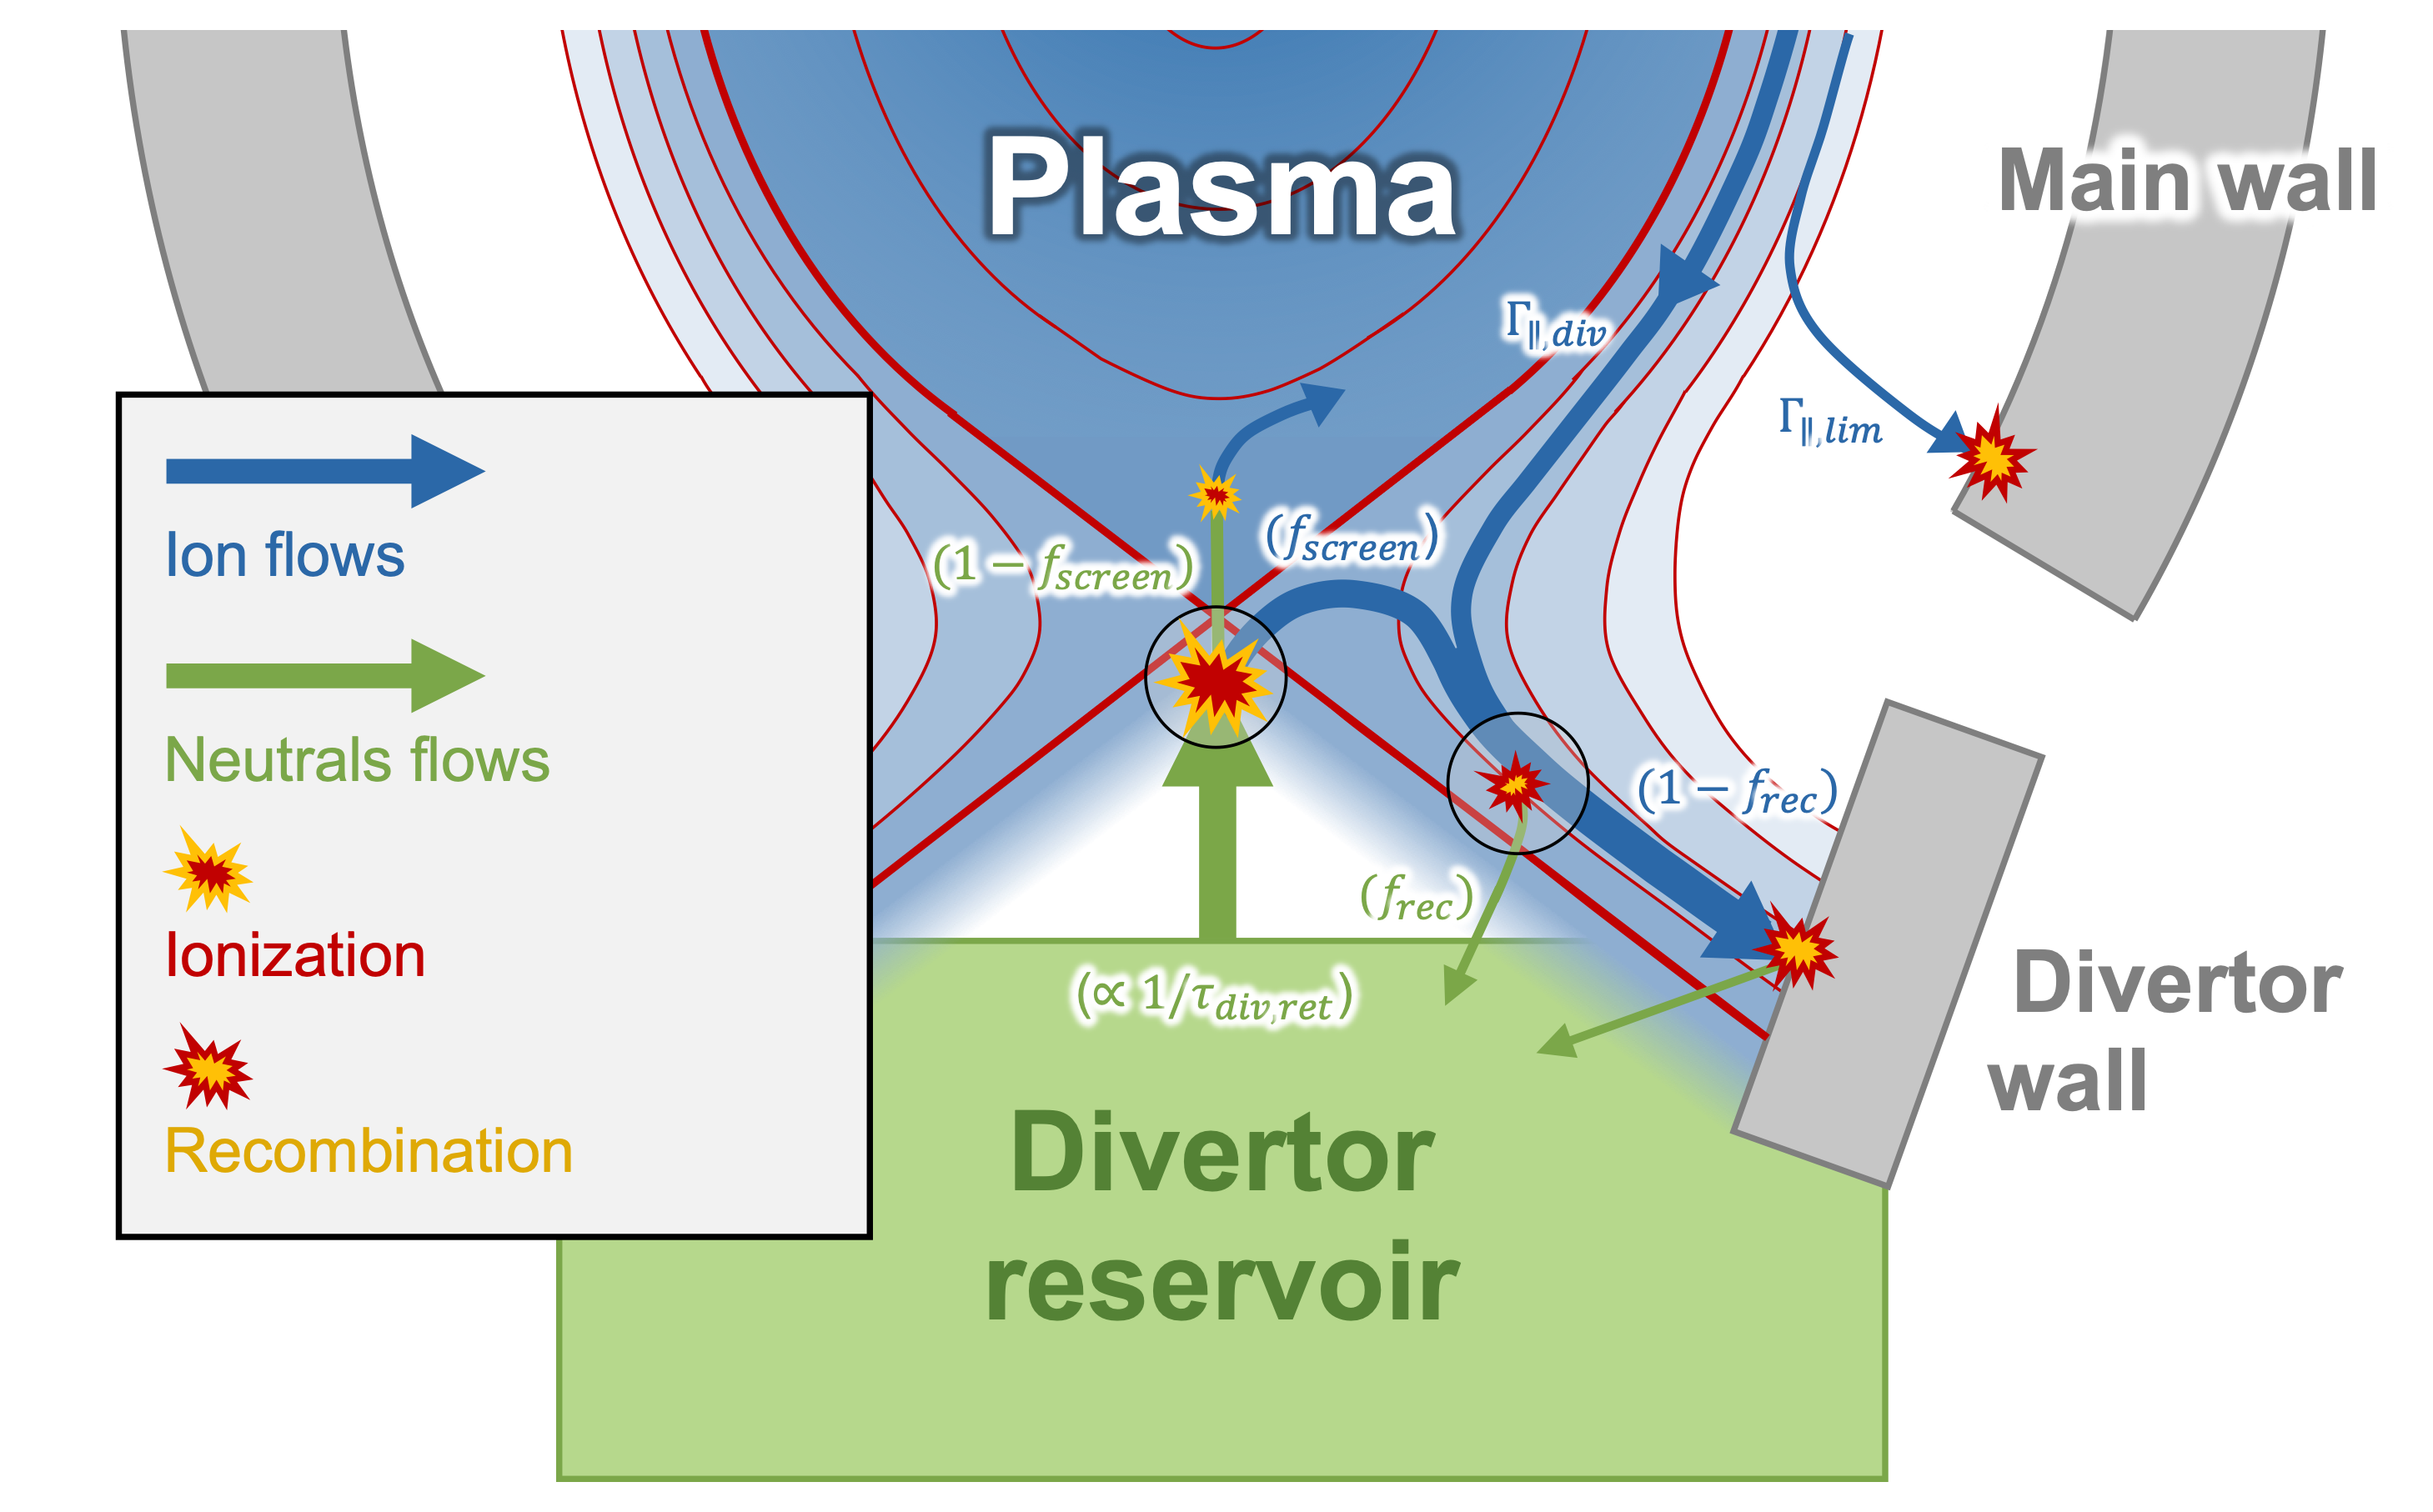 Plasma
Main wall
Γ∥,div
Γ∥,lim
Ion flows
Neutrals flows
Ionization
Recombination
(1 − fscreen)
(fscreen)
(1 − frec)
(frec)
(∝ 1/τdiv,ret)
Divertor
wall
Divertor
reservoir